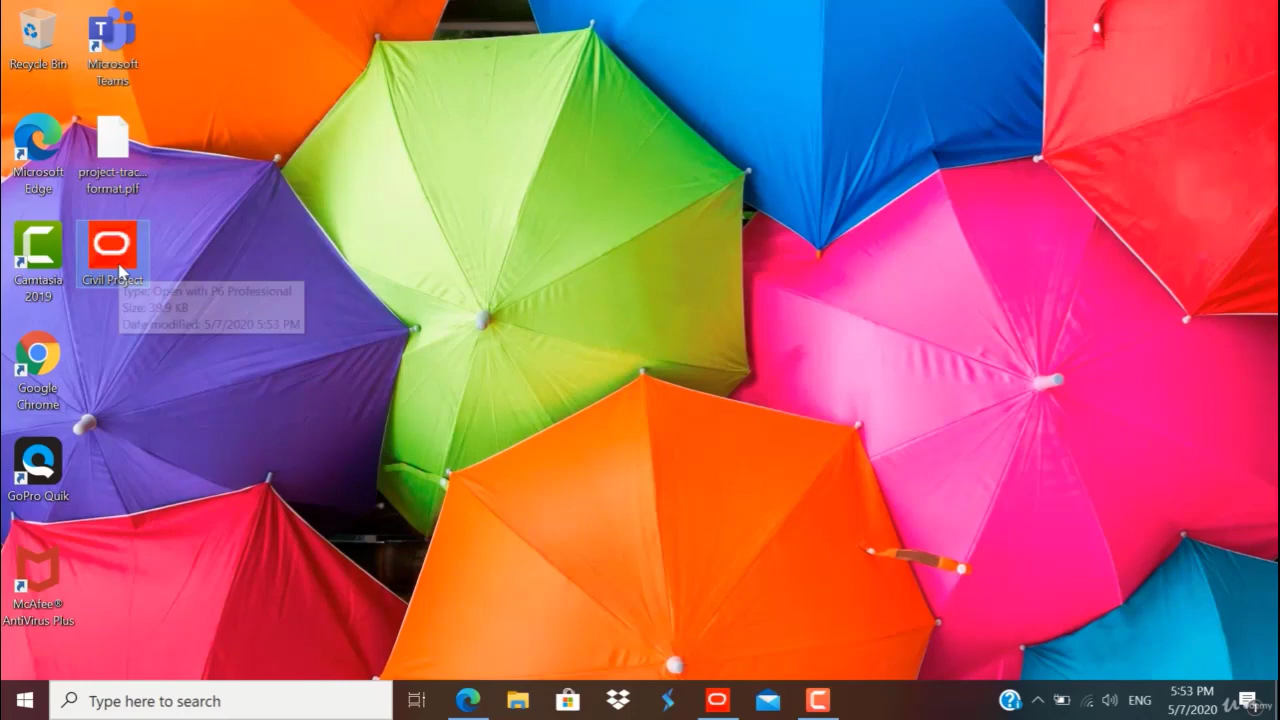 Recycle Bin
Microsoft
Teams
Microsoft
Edge
project-trac...
format.plf
Camtasia
2019
Civil Project
Type: Open with P6 Professional
Size: 39.9 KB
Date modified: 5/7/2020 5:53 PM
Google
Chrome
GoPro Quik
McAfee®
AntiVirus Plus
Type here to search
ENG
5:53 PM
5/7/2020